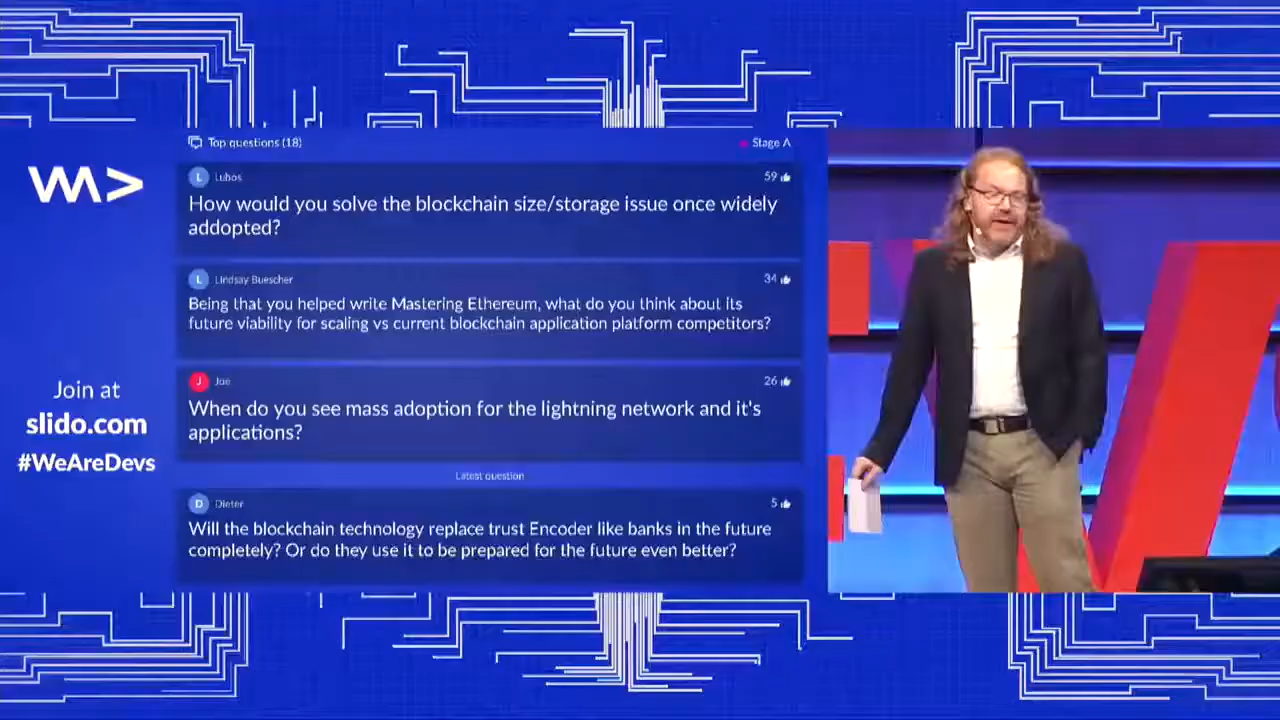 Top questions (18)
Stage A
L Lubos
59
How would you solve the blockchain size/storage issue once widely
addopted?
L Lindsay Buescher
34
Being that you helped write Mastering Ethereum, what do you think about its
future viability for scaling vs current blockchain application platform competitors?
J Joe
26
When do you see mass adoption for the lightning network and it's
applications?
Latest question
D Dieter
5
Will the blockchain technology replace trust Encoder like banks in the future
completely? Or do they use it to be prepared for the future even better?
Join at
slido.com
#WeAreDevs